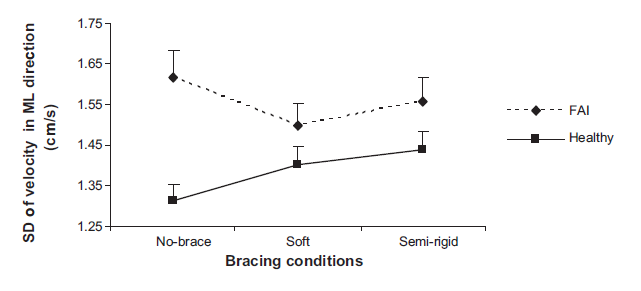 SD of velocity in ML direction
(cm/s)
1.75
1.65
1.55
1.45
1.35
1.25
No-brace Soft Semi-rigid
Bracing conditions
FAI
Healthy